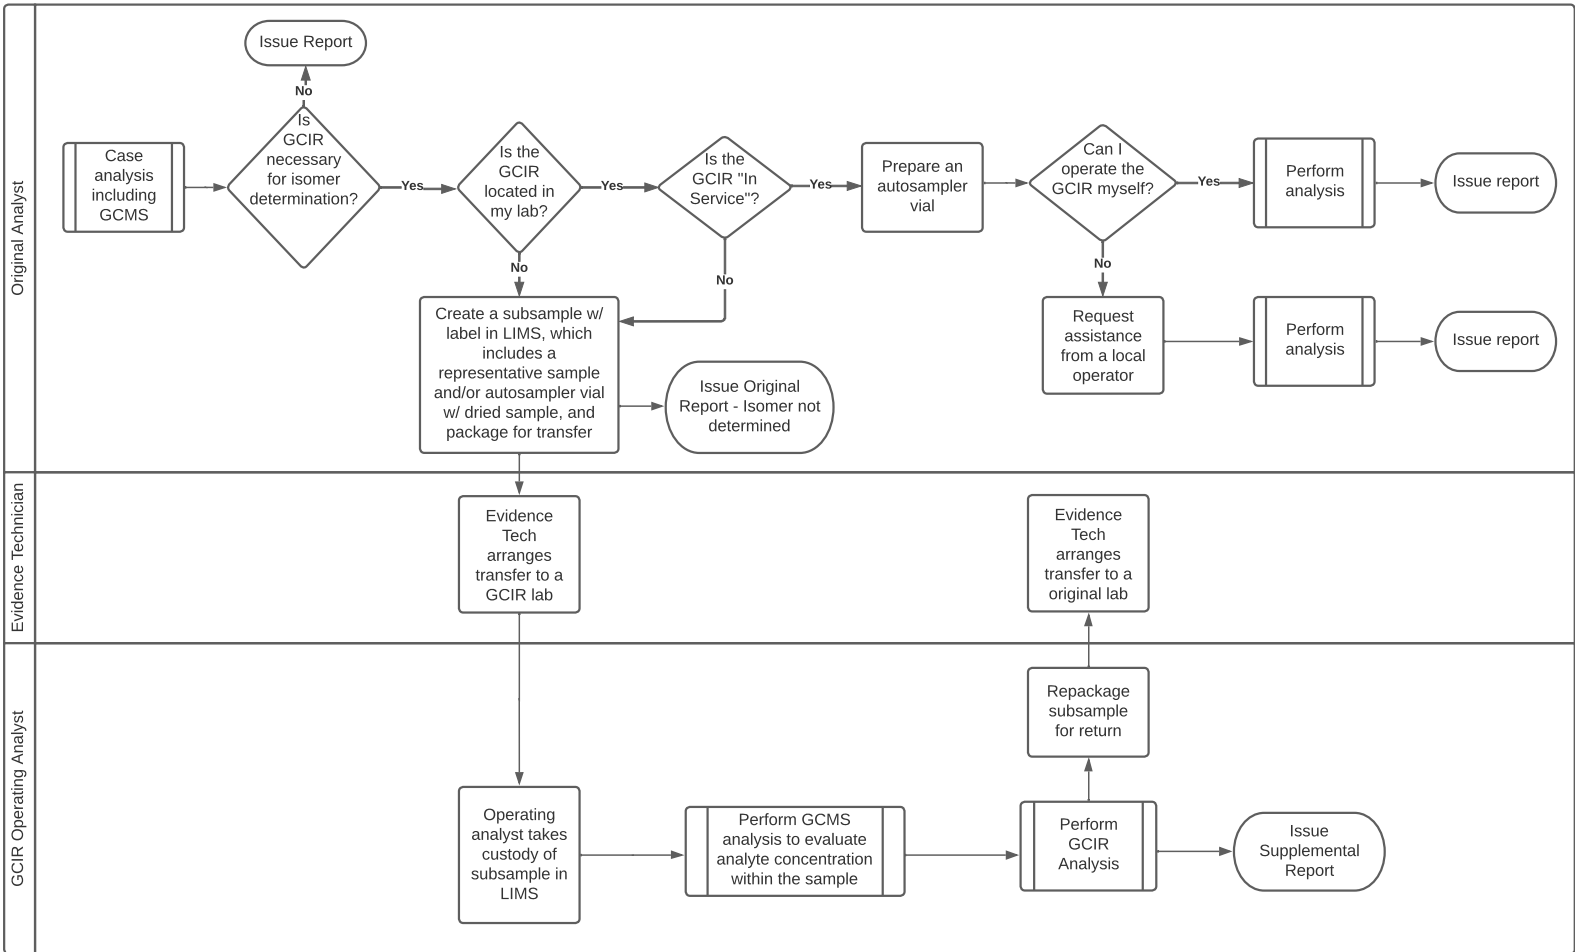 Original Analyst
Issue Report
No
Case
analysis
including
GCMS
Is
GCIR
necessary
for isomer
determination?
Yes
Is the
GCIR
located in
my lab?
Yes
Is the
GCIR "In
Service"?
Yes
Prepare an
autosampler
vial
Can I
operate the
GCIR myself?
Yes
Perform
analysis
Issue report
No
No
No
Create a subsample w/
label in LIMS, which
includes a
representative sample
and/or autosampler vial
w/ dried sample, and
package for transfer
Issue Original
Report - Isomer not
determined
Request
assistance
from a local
operator
Perform
analysis
Issue report
Evidence Technician
Evidence
Tech
arranges
transfer to a
GCIR lab
Evidence
Tech
arranges
transfer to a
original lab
GCIR Operating Analyst
Repackage
subsample
for return
Operating
analyst takes
custody of
subsample in
LIMS
Perform GCMS
analysis to evaluate
analyte concentration
within the sample
Perform
GCIR
Analysis
Issue
Supplemental
Report